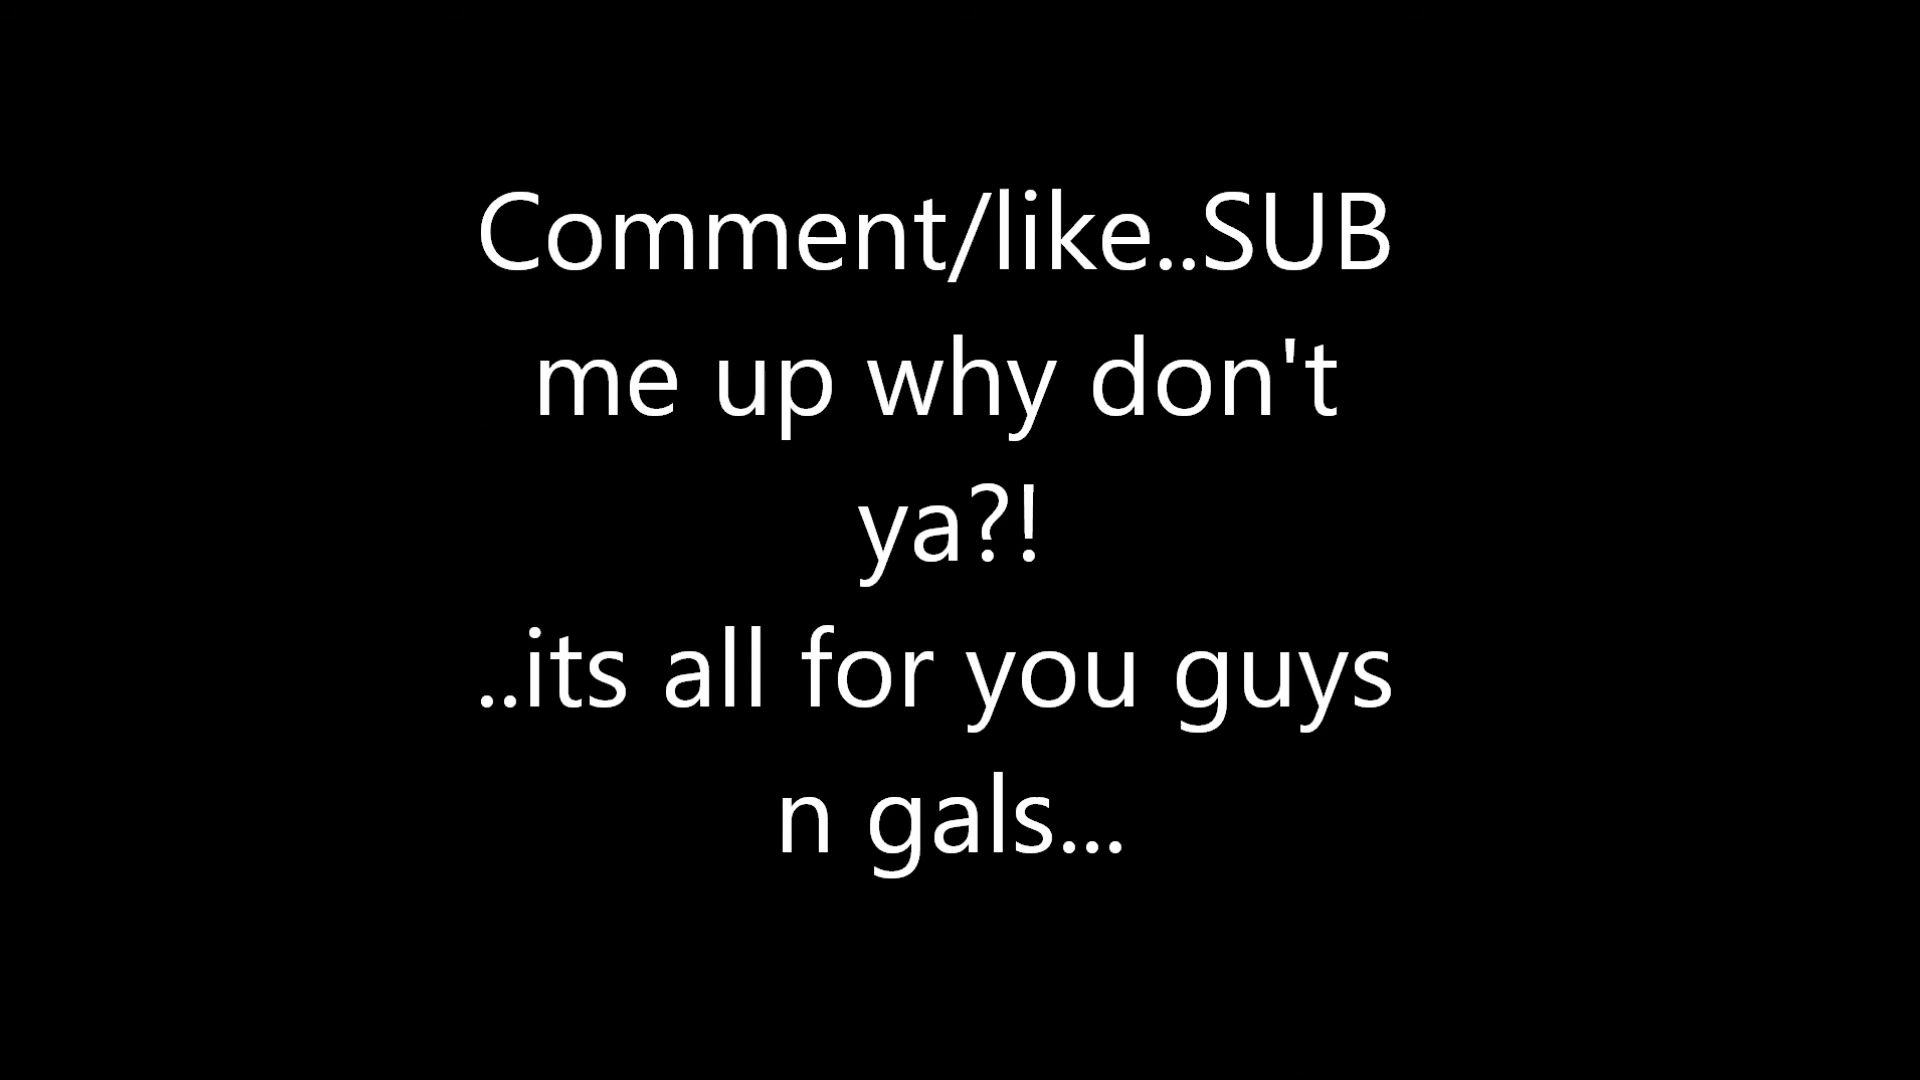 Comment/like..SUB
me up why don't
ya?!
..its all for you guys
n gals...